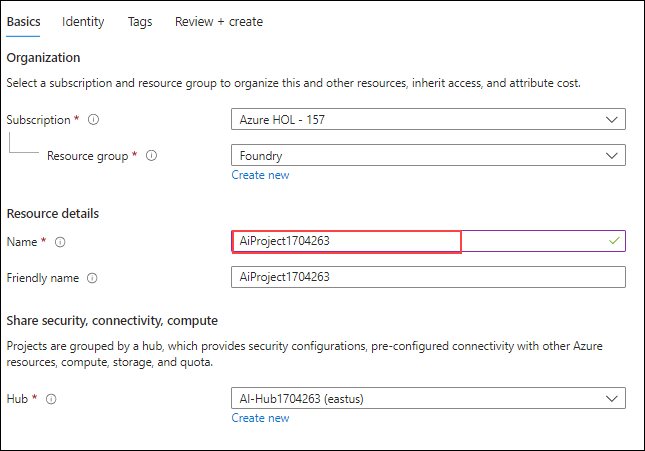 Basics Identity Tags Review + create
Organization
Select a subscription and resource group to organize this and other resources, inherit access, and attribute cost.
Subscription * Azure HOL - 157
Resource group * Foundry
Create new
Resource details
Name * AiProject1704263
Friendly name AiProject1704263
Share security, connectivity, compute
Projects are grouped by a hub, which provides security configurations, pre-configured connectivity with other Azure
resources, compute, storage, and quota.
Hub * AI-Hub1704263 (eastus)
Create new